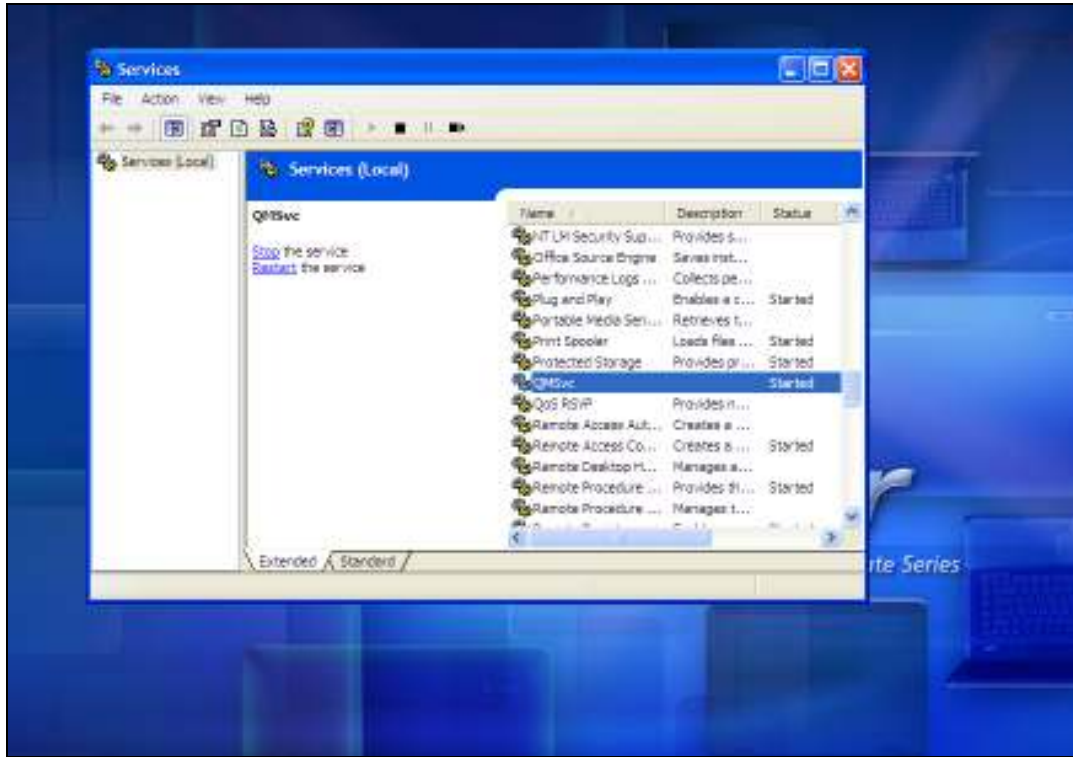 Services
File Action View Help
Services (Local)
Services (Local)
QMSvc
Stop the service
Restart the service
Name Description Status
NT LM Security Sup... Provides s...
Office Source Engine Saves inst...
Performance Logs ... Collects pe...
Plug and Play Enables a c... Started
Portable Media Seri... Retrieves t...
Print Spooler Loads files ... Started
Protected Storage Provides pr... Started
QMSvc Started
QoS RSVP Provides n...
Remote Access Aut... Creates a ...
Remote Access Co... Creates a ... Started
Remote Desktop H... Manages a...
Remote Procedure ... Provides th... Started
Remote Procedure ... Manages t...
Extended Standard
Series